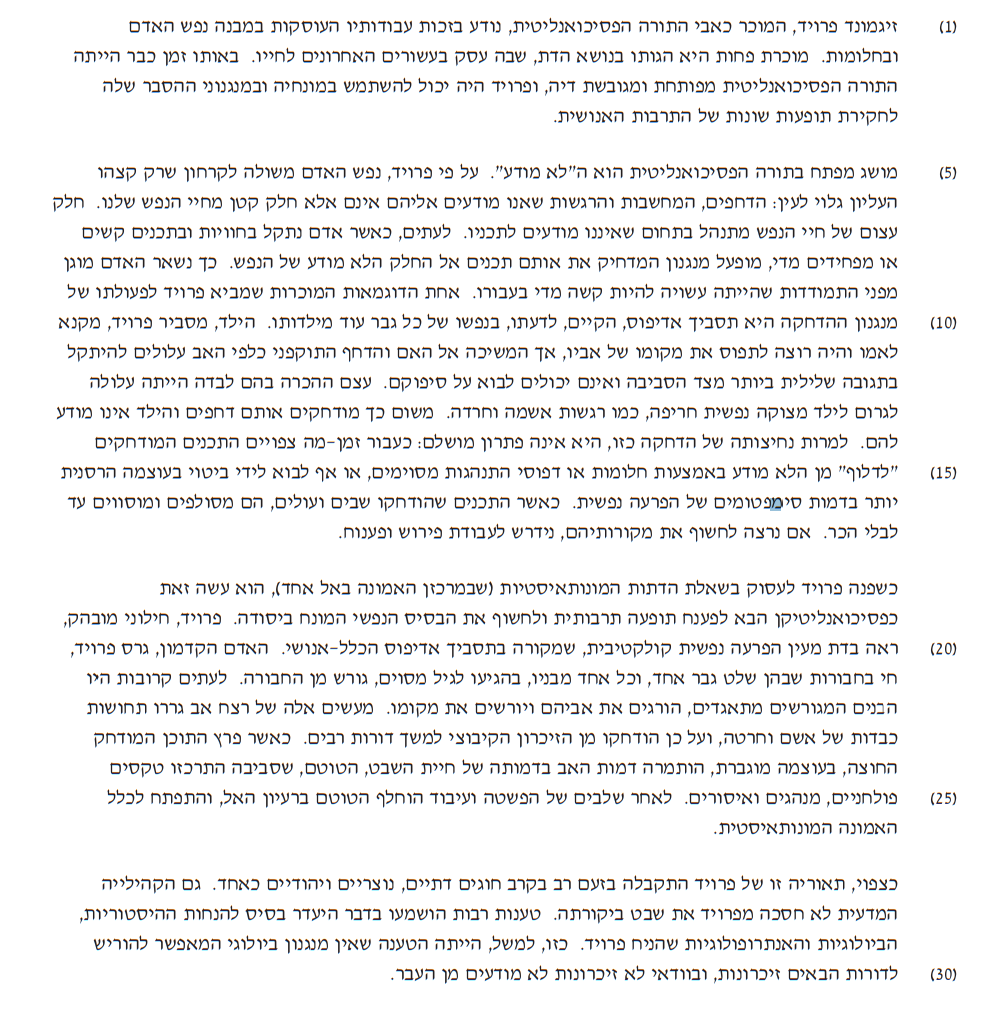 (1) זיגמונד פרויד, המוכר כאבי התורה הפסיכואנליטית, נודע בזכות עבודותיו העוסקות במבנה נפש האדם
ובחלומות. מוכרת פחות היא הגותו בנושא הדת, שבה עסק בעשורים האחרונים לחייו. באותו זמן כבר הייתה
התורה הפסיכואנליטית מפותחת ומגובשת דיה, ופרויד היה יכול להשתמש במונחיה ובמנגנוני ההסבר שלה
לחקירת תופעות שונות של התרבות האנושית.
(5) מושג מפתח בתורה הפסיכואנליטית הוא ה"לא מודע". על פי פרויד, נפש האדם משולה לקרחון שרק קצהו
העליון גלוי לעין: הדחפים, המחשבות והרגשות שאנו מודעים אליהם אינם אלא חלק קטן מחיי הנפש שלנו. חלק
עצום של חיי הנפש מתנהל בתחום שאיננו מודעים לתכניו. לעתים, כאשר אדם נתקל בחוויות ובתכנים קשים
או מפחידים מדי, מופעל מנגנון המדחיק את אותם תכנים אל החלק הלא מודע של הנפש. כך נשאר האדם מוגן
מפני התמודדות שהייתה עשויה להיות קשה מדי בעבורו. אחת הדוגמאות המוכרות שמביא פרויד לפעולתו של
(10) מנגנון ההדחקה היא תסביך אדיפוס, הקיים, לדעתו, בנפשו של כל גבר עוד מילדותו. הילד, מסביר פרויד, מקנא
לאמו והיה רוצה לתפוס את מקומו של אביו, אך המשיכה אל האם והדחף התוקפני כלפי האב עלולים להיתקל
בתגובה שלילית ביותר מצד הסביבה ואינם יכולים לבוא על סיפוקם. עצם ההכרה בהם לבדה הייתה עלולה
לגרום לילד מצוקה נפשית חריפה, כמו רגשות אשמה וחרדה. משום כך מודחקים אותם דחפים והילד אינו מודע
להם. למרות נחיצותה של הדחקה כזו, היא אינה פתרון מושלם: כעבור זמן-מה צפויים התכנים המודחקים
(15) "לדלוף" מן הלא מודע באמצעות חלומות או דפוסי התנהגות מסוימים, או אף לבוא לידי ביטוי בעוצמה הרסנית
יותר בדמות סימפטומים של הפרעה נפשית. כאשר התכנים שהודחקו שבים ועולים, הם מסולפים ומוסווים עד
לבלי הכר. אם נרצה לחשוף את מקורותיהם, נידרש לעבודת פירוש ופענוח.
כשפנה פרויד לעסוק בשאלת הדתות המונותאיסטיות (שבמרכזן האמונה באל אחד), הוא עשה זאת
כפסיכואנליטיקן הבא לפענח תופעה תרבותית ולחשוף את הבסיס הנפשי המונח ביסודה. פרויד, חילוני מובהק,
(20) ראה בדת מעין הפרעה נפשית קולקטיבית, שמקורה בתסביך אדיפוס הכלל-אנושי. האדם הקדמון, גרס פרויד,
חי בחבורות שבהן שלט גבר אחד, וכל אחד מבניו, בהגיעו לגיל מסוים, גורש מן החבורה. לעתים קרובות היו
הבנים המגורשים מתאגדים, הורגים את אביהם ויורשים את מקומו. מעשים אלה של רצח אב גררו תחושות
כבדות של אשם וחרטה, ועל כן הודחקו מן הזיכרון הקיבוצי למשך דורות רבים. כאשר פרץ התוכן המודחק
החוצה, בעוצמה מוגברת, הותמרה דמות האב בדמותה של חיית השבט, הטוטם, שסביבה התרכזו טקסים
(25) פולחניים, מנהגים ואיסורים. לאחר שלבים של הפשטה ועיבוד הוחלף הטוטם ברעיון האל, והתפתח לכלל
האמונה המונותאיסטית.
כצפוי, תאוריה זו של פרויד התקבלה בזעם רב בקרב חוגים דתיים, נוצריים ויהודיים כאחד. גם הקהילייה
המדעית לא חסכה מפרויד את שבט ביקורתה. טענות רבות הושמעו בדבר היעדר בסיס להנחות ההיסטוריות,
הביולוגיות והאנתרופולוגיות שהניח פרויד. כזו, למשל, הייתה הטענה שאין מנגנון ביולוגי המאפשר להוריש
(30) לדורות הבאים זיכרונות, ובוודאי לא זיכרונות לא מודעים מן העבר.